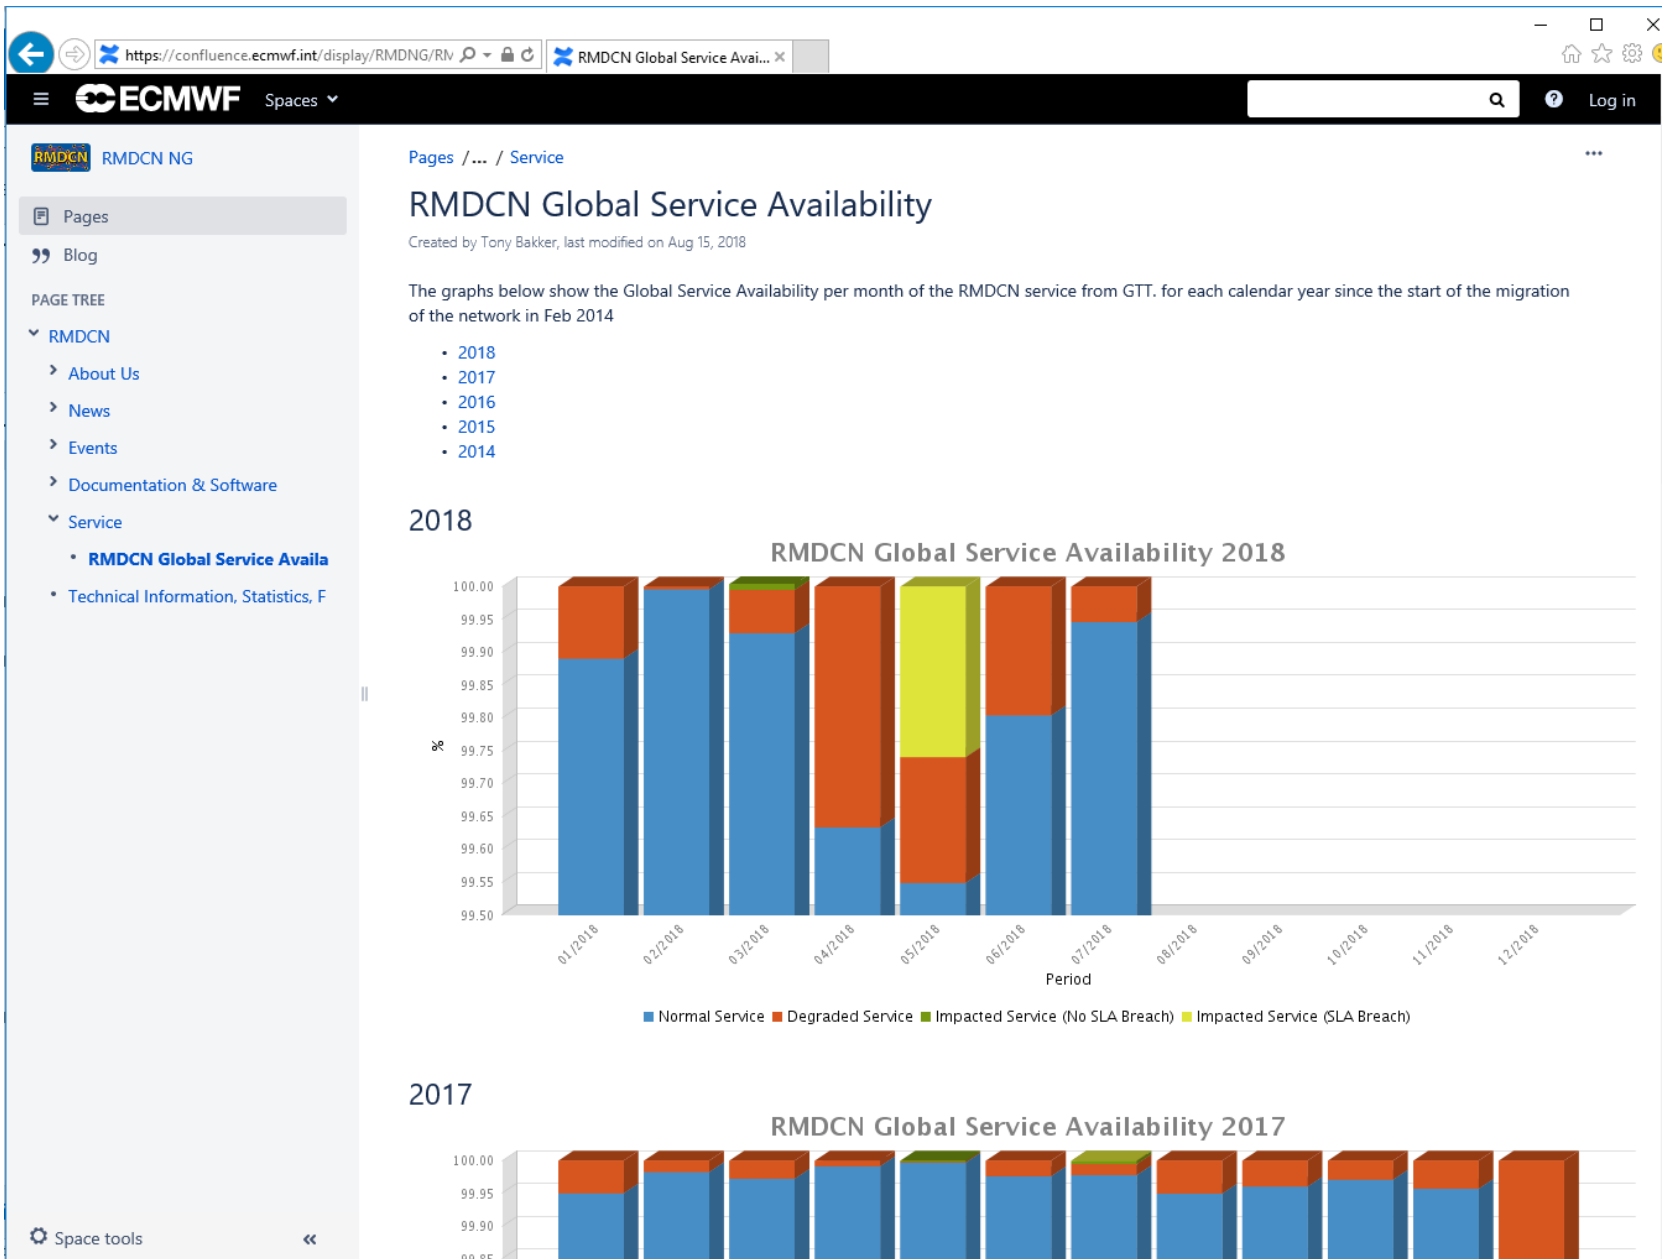 https://confluence.ecmwf.int/display/RMDNG/RM
RMDCN Global Service Avai...
ECMWF
Spaces
Log in
RMDCN
RMDCN NG
Pages
Blog
PAGE TREE
RMDCN
About Us
News
Events
Documentation & Software
Service
RMDCN Global Service Availa
Technical Information, Statistics, F
Space tools
Pages /... / Service
RMDCN Global Service Availability
Created by Tony Bakker, last modified on Aug 15, 2018
The graphs below show the Global Service Availability per month of the RMDCN service from GTT. for each calendar year since the start of the migration
of the network in Feb 2014
• 2018
• 2017
• 2016
• 2015
• 2014
2018
RMDCN Global Service Availability 2018
100.00
99.95
99.90
99.85
99.80
99.75
99.70
99.65
99.60
99.55
99.50
%
01/2018 02/2018 03/2018 04/2018 05/2018 06/2018 07/2018 08/2018 09/2018 10/2018 11/2018 12/2018
Period
Normal Service Degraded Service Impacted Service (No SLA Breach) Impacted Service (SLA Breach)
2017
RMDCN Global Service Availability 2017
100.00
99.95
99.90
99.85